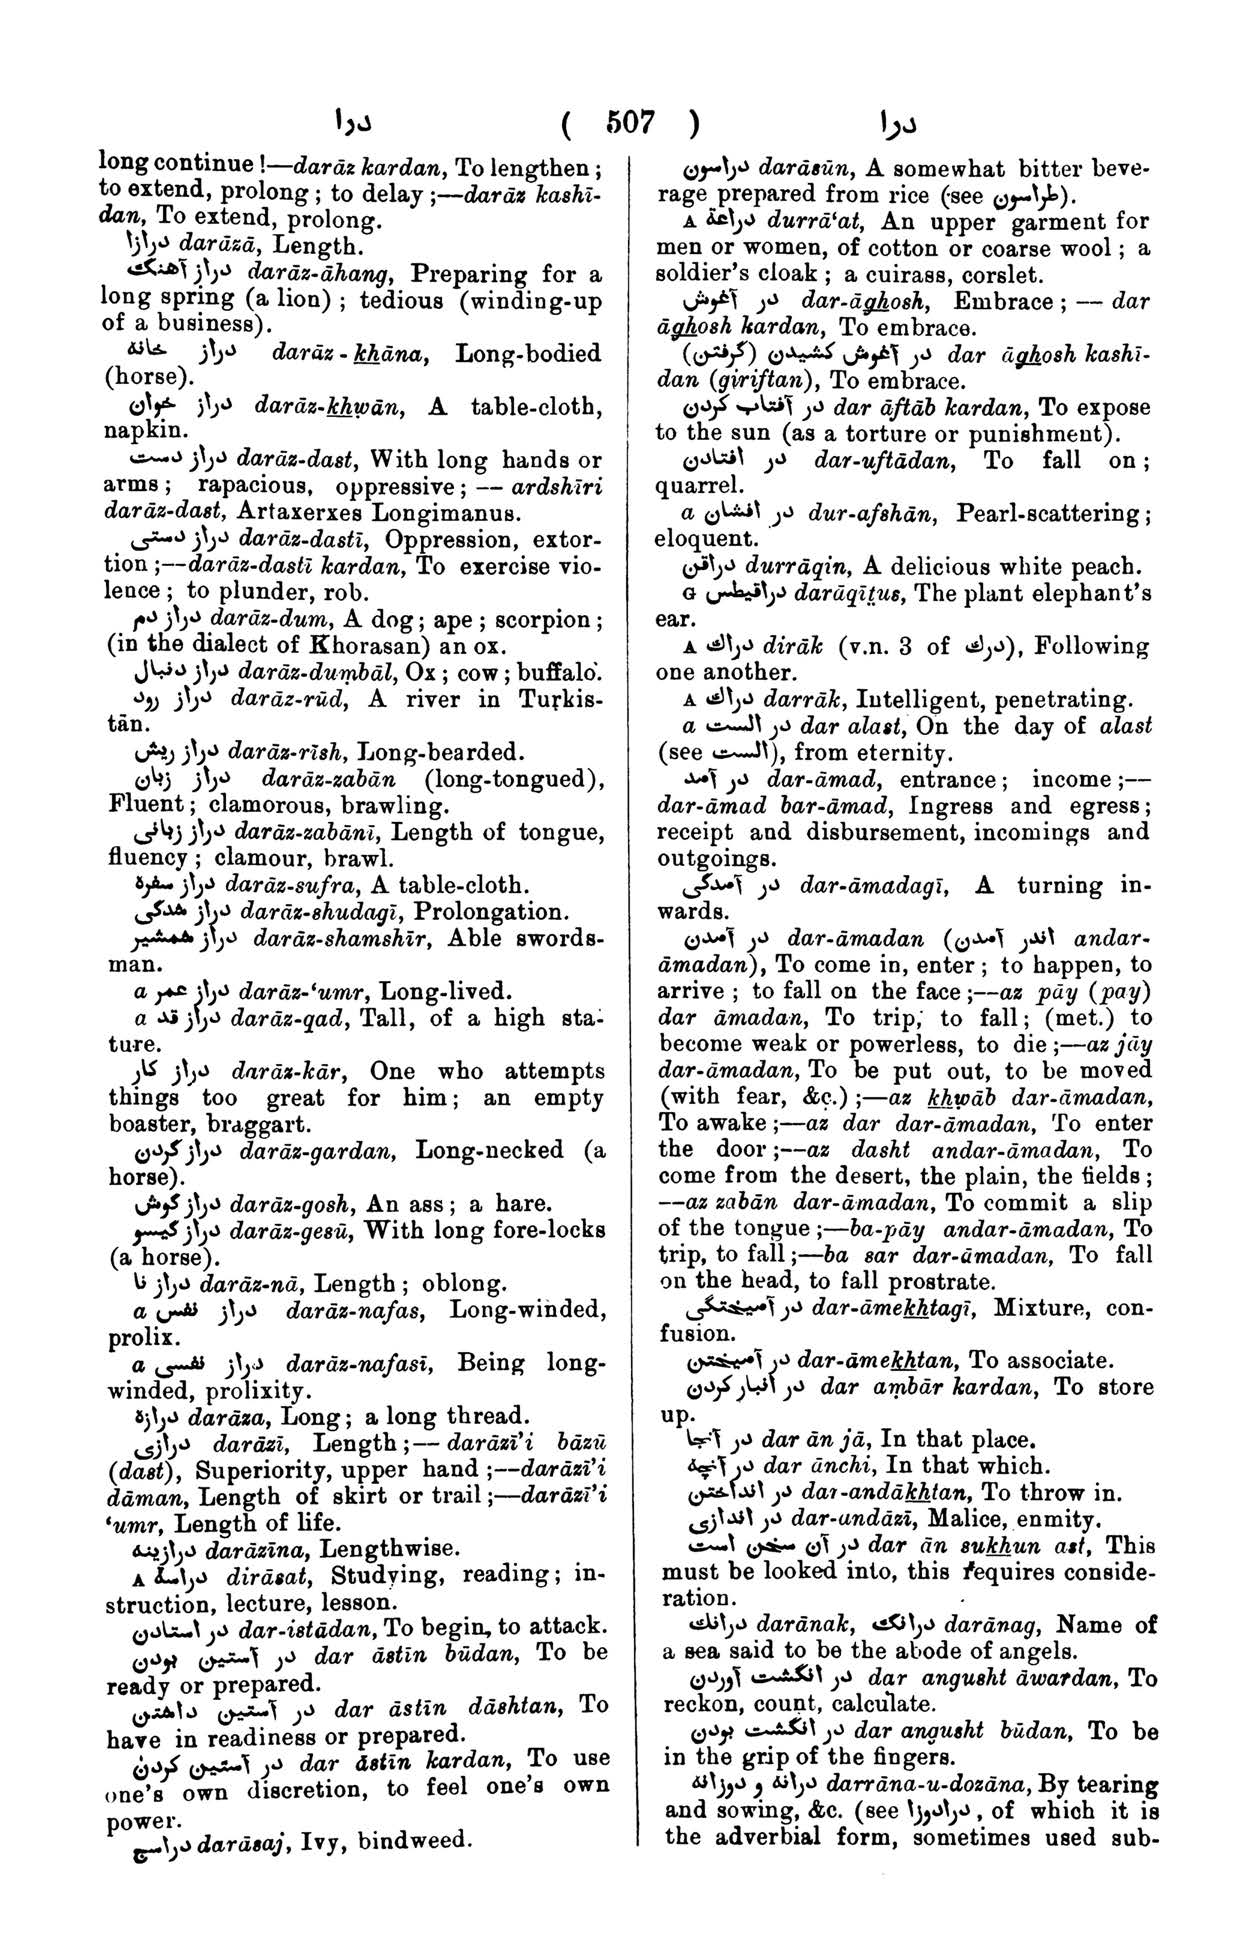 درا ( 507 ) درا
long continue !—darāz kardan, To lengthen ;
to extend, prolong ; to delay ;—darāz kashī-
dan, To extend, prolong.
درازا darāzā, Length.
دراز آهنگ darāz-āhang, Preparing for a
long spring (a lion) ; tedious (winding-up
of a business).
دراز خانه darāz-khāna, Long-bodied
(horse).
دراز خوان darāz-khwān, A table-cloth,
napkin.
دراز دست darāz-dast, With long hands or
arms ; rapacious, oppressive ; — ardshīri
darāz-dast, Artaxerxes Longimanus.
دراز دستی darāz-dastī, Oppression, extor-
tion ;—darāz-dastī kardan, To exercise vio-
lence ; to plunder, rob.
دراز دم darāz-dum, A dog ; ape ; scorpion ;
(in the dialect of Khorasan) an ox.
دراز دنبال darāz-duṃbāl, Ox ; cow ; buffalo.
دراز رود darāz-rūd, A river in Turkis-
tān.
دراز ریش darāz-rīsh, Long-bearded.
دراز زبان darāz-zabān (long-tongued),
Fluent ; clamorous, brawling.
دراز زبانی darāz-zabānī, Length of tongue,
fluency ; clamour, brawl.
دراز سفره darāz-sufra, A table-cloth.
دراز شدگی darāz-shudagī, Prolongation.
دراز شمشیر darāz-shamshīr, Able swords-
man.
a دراز عمر darāz-‘umr, Long-lived.
a دراز قد darāz-qad, Tall, of a high sta-
ture.
دراز کار darāz-kār, One who attempts
things too great for him ; an empty
boaster, braggart.
دراز گردن darāz-gardan, Long-necked (a
horse).
دراز گوش darāz-gosh, An ass ; a hare.
دراز گیسو darāz-gesū, With long fore-locks
(a horse).
دراز نا darāz-nā, Length ; oblong.
a دراز نفس darāz-nafas, Long-winded,
prolix.
a دراز نفسی darāz-nafasī, Being long-
winded, prolixity.
درازه darāza, Long ; a long thread.
درازی darāzī, Length ;— darāzī’i bāzū
(dast), Superiority, upper hand ;—darāzī’i
dāman, Length of skirt or trail ;—darāzī’i
‘umr, Length of life.
درازینه darāzīna, Lengthwise.
A دراسة dirāsat, Studying, reading ; in-
struction, lecture, lesson.
در استادن dar-istādan, To begin, to attack.
در آستین بودن dar āstīn būdan, To be
ready or prepared.
در آستین داشتن dar āstīn dāshtan, To
have in readiness or prepared.
در آستین کردن dar āstīn kardan, To use
one’s own discretion, to feel one’s own
power.
دراسج darāsaj, Ivy, bindweed.
دراسون darāsūn, A somewhat bitter beve-
rage prepared from rice (see طراسون).
A دراعة durrā‘at, An upper garment for
men or women, of cotton or coarse wool ; a
soldier’s cloak ; a cuirass, corslet.
در آغوش dar-āghosh, Embrace ; — dar
āghosh kardan, To embrace.
در آغوش کشیدن (گرفتن) dar āghosh kashī-
dan (giriftan), To embrace.
در آفتاب کردن dar āftāb kardan, To expose
to the sun (as a torture or punishment).
در افتادن dar-uftādan, To fall on ;
quarrel.
a در افشان dur-afshān, Pearl-scattering ;
eloquent.
دراقن durrāqin, A delicious white peach.
G دراقیطس darāqīt̤us, The plant elephant’s
ear.
A دراك dirāk (v.n. 3 of درك), Following
one another.
A دراك darrāk, Intelligent, penetrating.
a در الست dar alast, On the day of alast
(see الست), from eternity.
در آمد dar-āmad, entrance ; income ;—
dar-āmad bar-āmad, Ingress and egress ;
receipt and disbursement, incomings and
outgoings.
در آمدگی dar-āmadagī, A turning in-
wards.
در آمدن dar-āmadan (اندر آمدن andar-
āmadan), To come in, enter ; to happen, to
arrive ; to fall on the face ;—az pāy (pay)
dar āmadan, To trip, to fall ; (met.) to
become weak or powerless, to die ;—az jāy
dar-āmadan, To be put out, to be moved
(with fear, &c.) ;—az khwāb dar-āmadan,
To awake ;—az dar dar-āmadan, To enter
the door ;—az dasht andar-āmadan, To
come from the desert, the plain, the fields ;
—az zabān dar-āmadan, To commit a slip
of the tongue ;—ba-pāy andar-āmadan, To
trip, to fall ;—ba sar dar-āmadan, To fall
on the head, to fall prostrate.
در آمیختگی dar-āmekhtagī, Mixture, con-
fusion.
در آمیختن dar-āmekhtan, To associate.
در انبار کردن dar aṃbār kardan, To store
up.
در آنجا dar ān jā, In that place.
در آنچه dar ānchi, In that which.
در انداختن dar-andākhtan, To throw in.
در اندازی dar-andāzī, Malice, enmity.
در آن سخن است dar ān sukhun ast, This
must be looked into, this requires conside-
ration.
درانك darānak, درانگ darānag, Name of
a sea said to be the abode of angels.
در انگشت آوردن dar angusht āwardan, To
reckon, count, calculate.
در انگشت بودن dar angusht būdan, To be
in the grip of the fingers.
درانه و دوزانه darrāna-u-dozāna, By tearing
and sowing, &c. (see درادوزا, of which it is
the adverbial form, sometimes used sub-